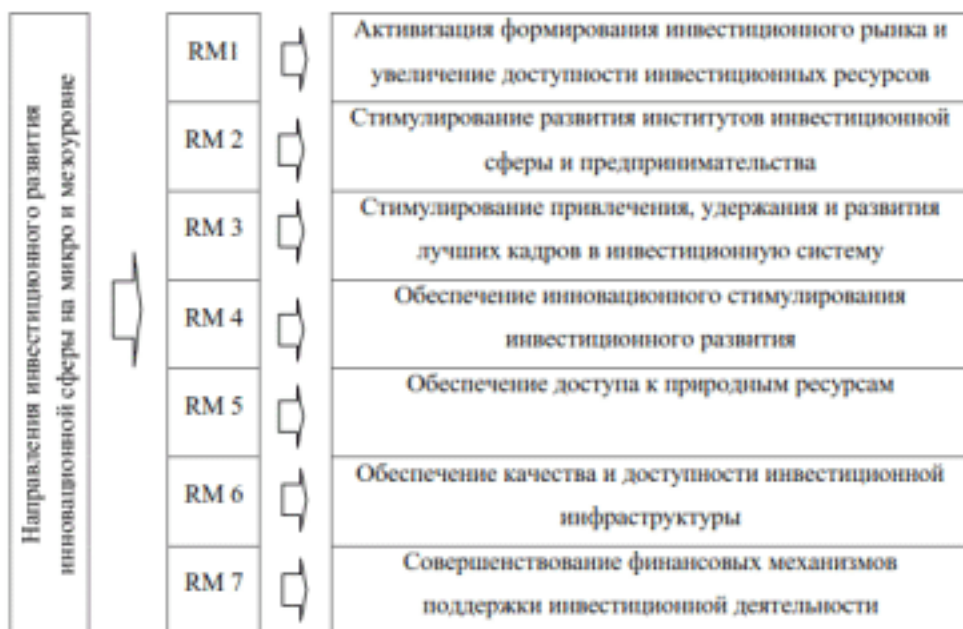 Направления инвестиционного развития
инновационной сферы на микро и мезоуровне
RM1
Активизация формирования инвестиционного рынка и
увеличение доступности инвестиционных ресурсов
RM 2
Стимулирование развития институтов инвестиционной
сферы и предпринимательства
RM 3
Стимулирование привлечения, удержания и развития
лучших кадров в инвестиционную систему
RM 4
Обеспечение инновационного стимулирования
инвестиционного развития
RM 5
Обеспечение доступа к природным ресурсам
RM 6
Обеспечение качества и доступности инвестиционной
инфраструктуры
RM 7
Совершенствование финансовых механизмов
поддержки инвестиционной деятельности